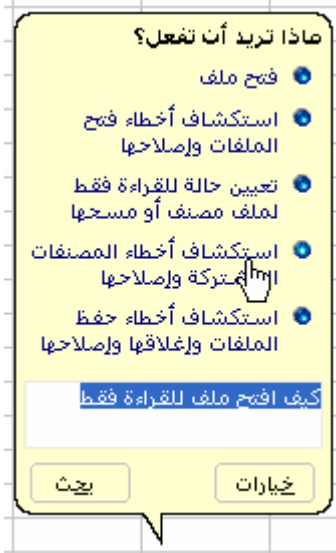 ماذا تريد أن تفعل؟
فتح ملف
استكشاف أخطاء فتح
الملفات وإصلاحها
تعيين حالة للقراءة فقط
لملف مصنف أو مسحها
استكشاف أخطاء المصنفات
وإصلاحها
استكشاف أخطاء حفظ
الملفات وإغلاقها وإصلاحها
كيف افتح ملف للقراءة فقط
خيارات
بحث